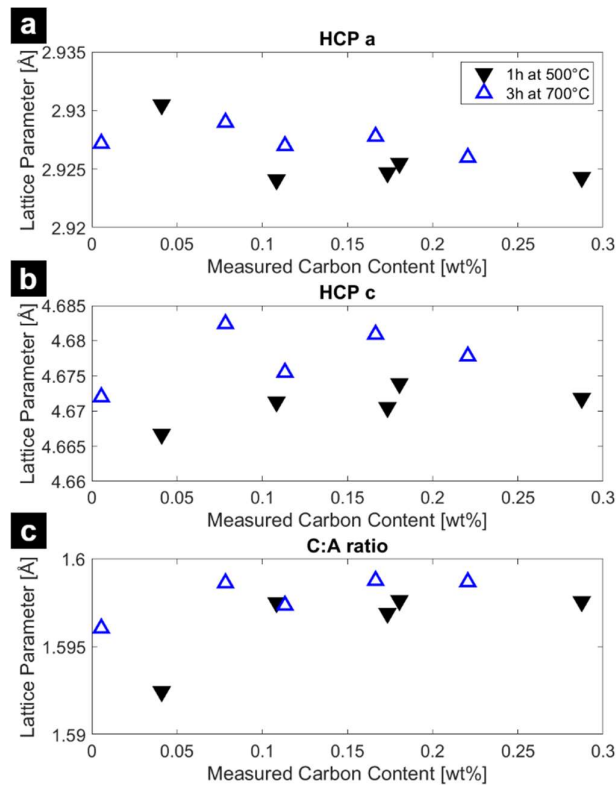 a
HCP a
Lattice Parameter [Å]
2.935
2.93
2.925
2.92
1h at 500°C
3h at 700°C
0 0.05 0.1 0.15 0.2 0.25 0.3
Measured Carbon Content [wt%]
b
HCP c
Lattice Parameter [Å]
4.685
4.68
4.675
4.67
4.665
4.66
0 0.05 0.1 0.15 0.2 0.25 0.3
Measured Carbon Content [wt%]
c
C:A ratio
Lattice Parameter [Å]
1.6
1.595
1.59
0 0.05 0.1 0.15 0.2 0.25 0.3
Measured Carbon Content [wt%]